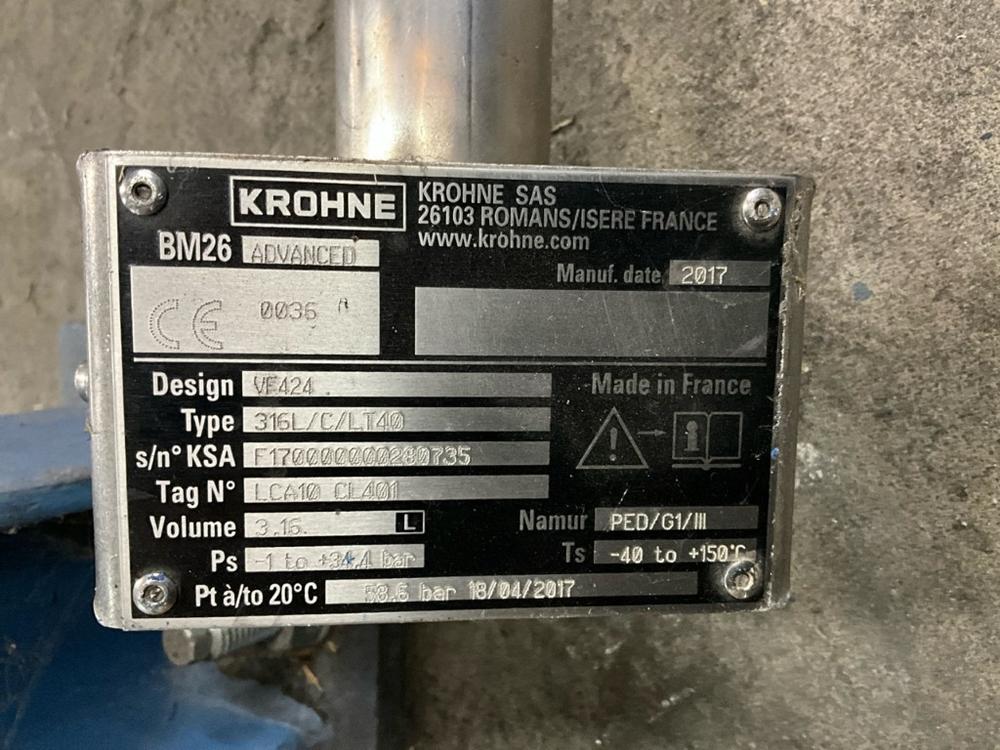 KROHNE
KROHNE SAS
26103 ROMANS/ISERE FRANCE
www.krohne.com
BM26 ADVANCED
Manuf. date 2017
CE 0036
Design VF424
Made in France
Type 316L/C/LT40
s/n° KSA F170000000280735
Tag N° LCA10 CL401
Volume 3.16 L
Namur PED/G1/III
Ps -1 to +34.4 bar
Ts -40 to +150°C
Pt à/to 20°C 58.6 bar 18/04/2017